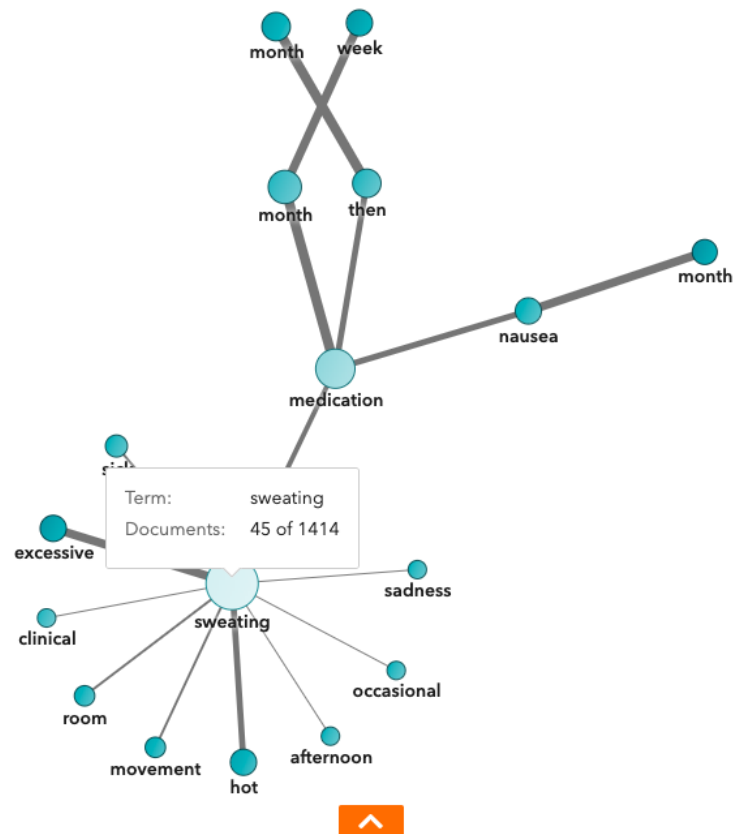 month
week
month
then
month
nausea
medication
sick
Term: sweating
Documents: 45 of 1414
excessive
sadness
sweating
clinical
occasional
room
afternoon
movement
hot